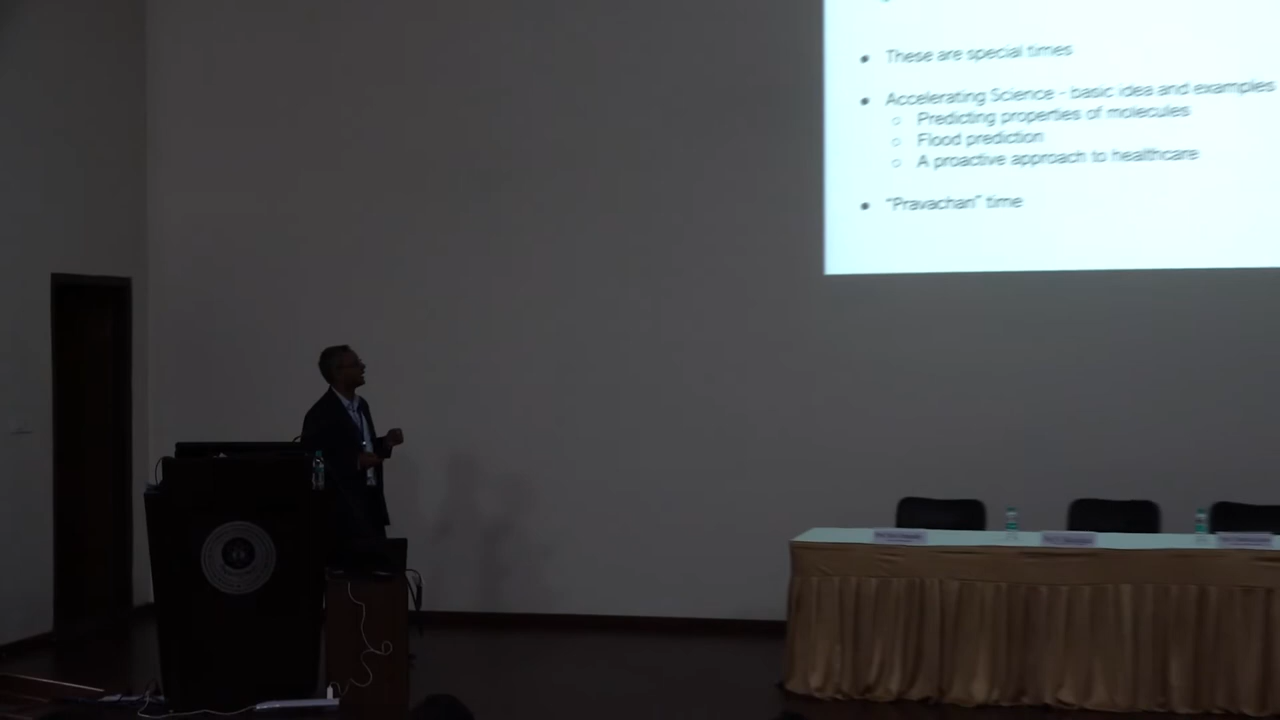 ● These are special times
● Accelerating Science - basic idea and examples
○ Predicting properties of molecules
○ Flood prediction
○ A proactive approach to healthcare
● "Pravachan" time